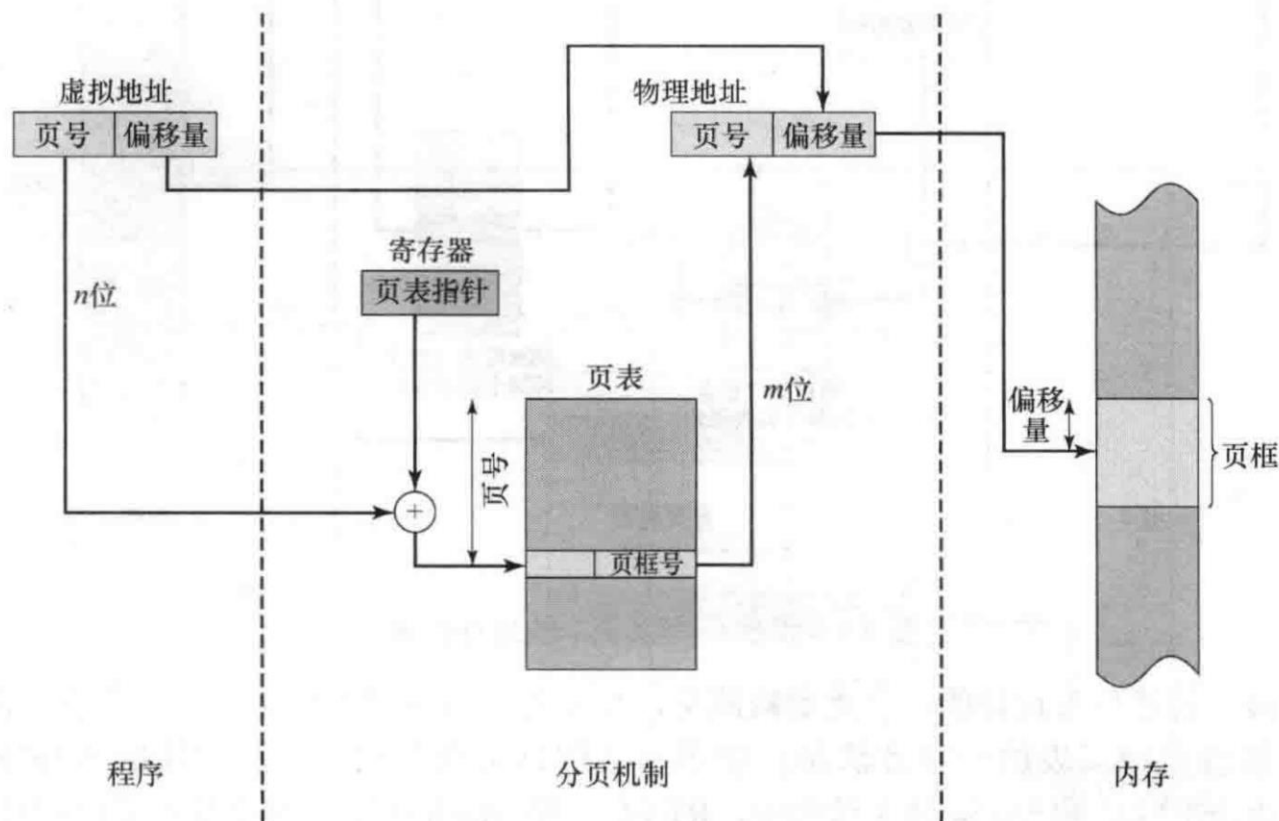 虚拟地址
页号 偏移量
物理地址
页号 偏移量
寄存器
页表指针
n位
页表
m位
页号
页框号
偏移
量
页框
程序
分页机制
内存